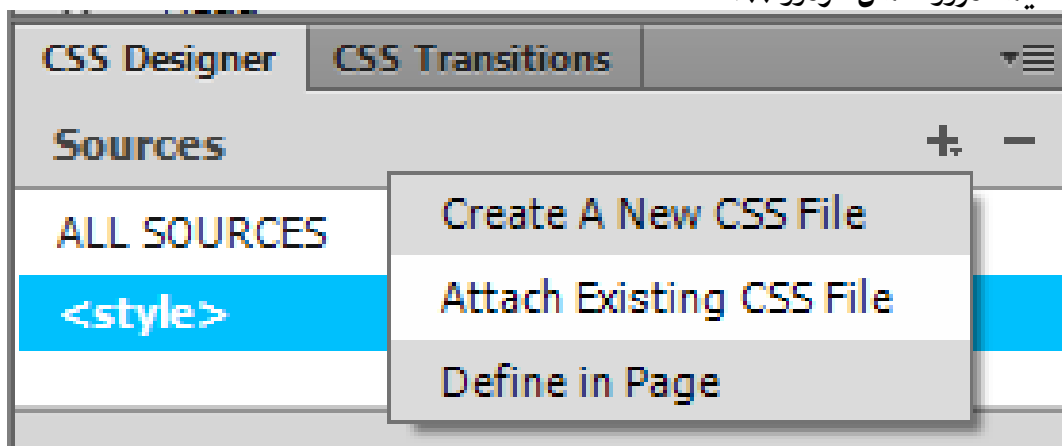 CSS Designer
CSS Transitions
Sources
ALL SOURCES
<style>
Create A New CSS File
Attach Existing CSS File
Define in Page